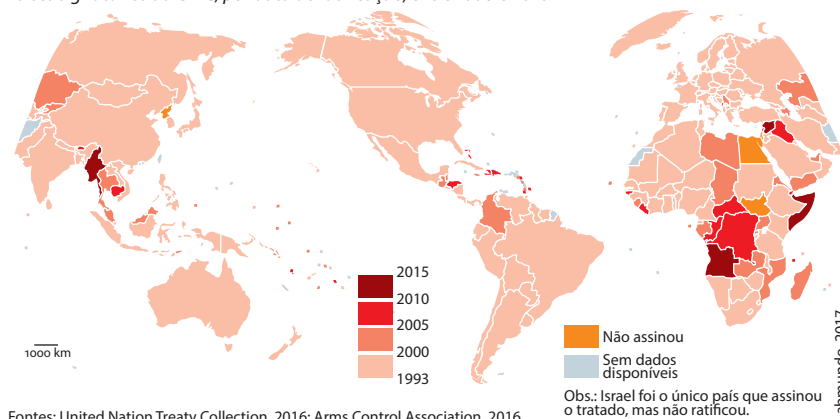 2015
2010
2005
2000
1993
1000 km
Não assinou
Sem dados
disponíveis
Obs.: Israel foi o único país que assinou
o tratado, mas não ratificou.
Fontes: United Nation Treaty Collection, 2016; Arms Control Association, 2016
2017